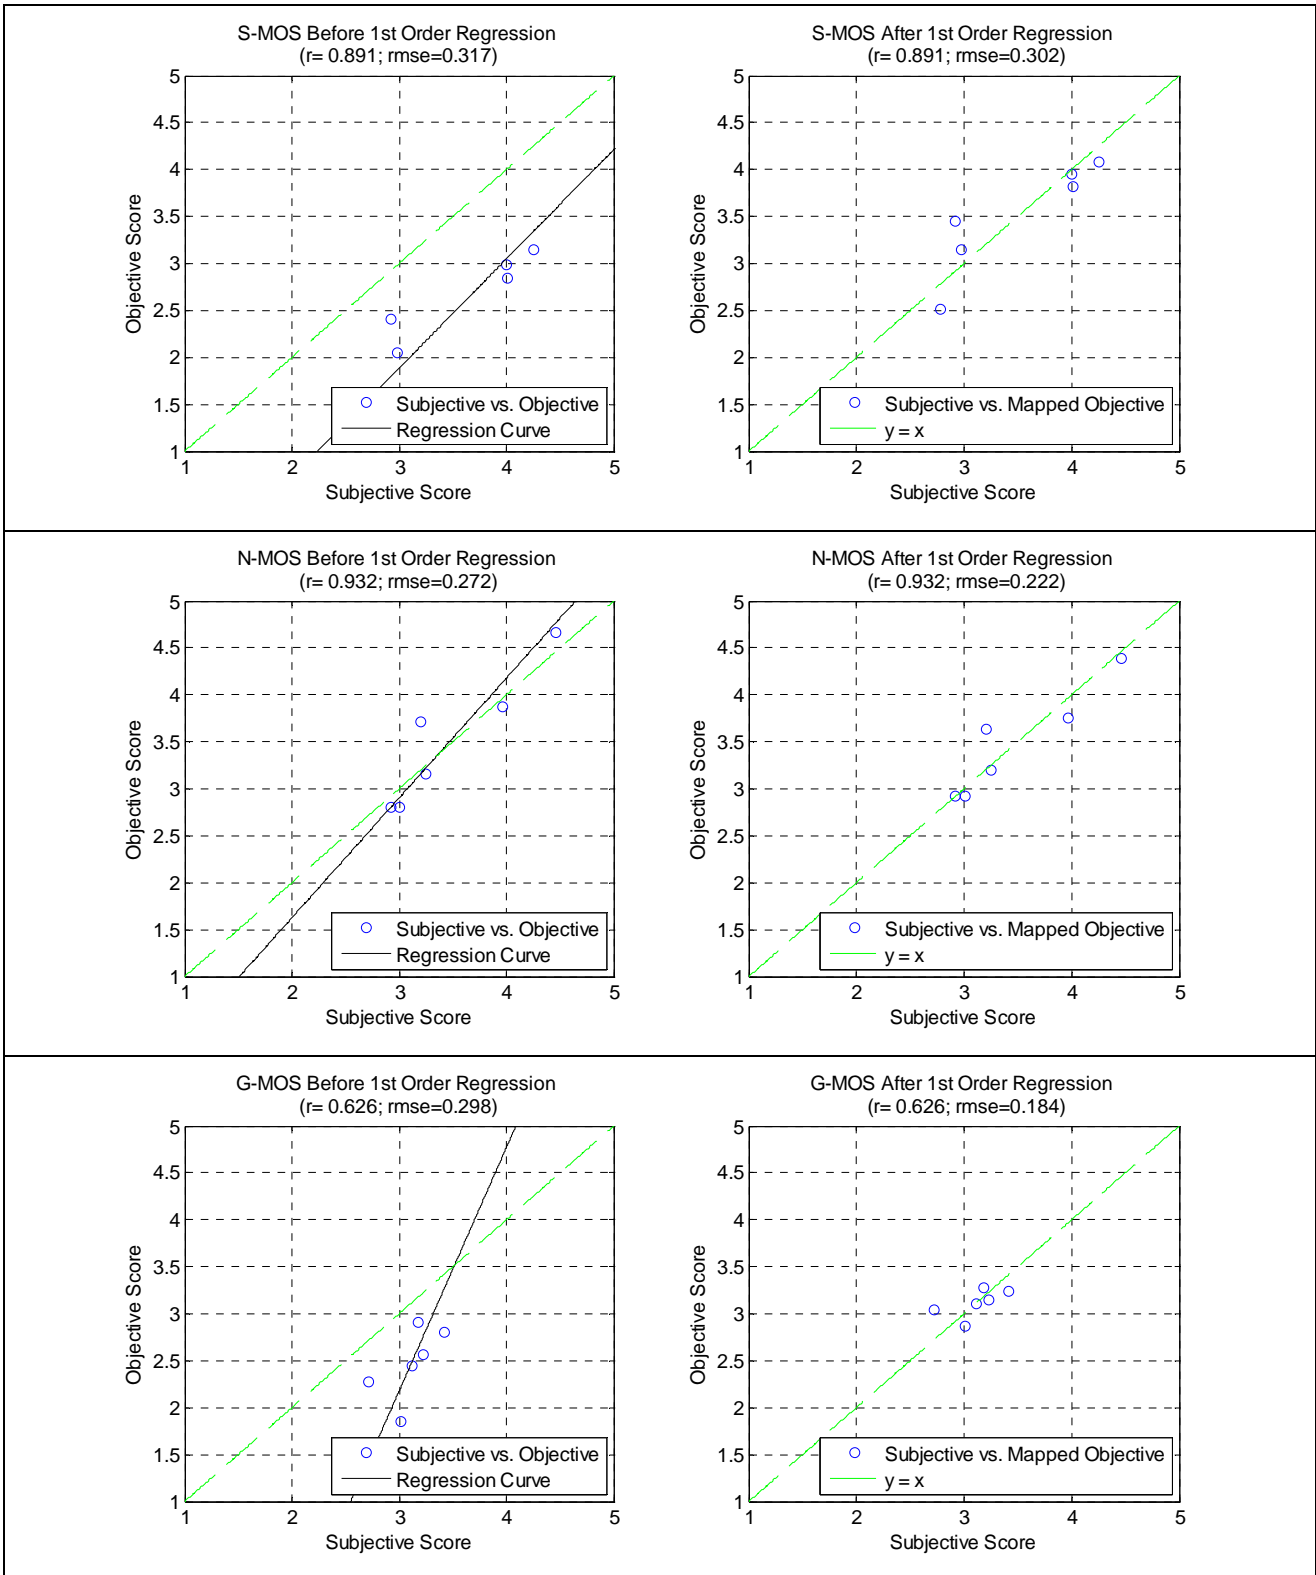 S-MOS Before 1st Order Regression
(r= 0.891; rmse=0.317)
5
4.5
4
3.5
3
2.5
2
1.5
1
Objective Score
Subjective vs. Objective
Regression Curve
1 2 3 4 5
Subjective Score
S-MOS After 1st Order Regression
(r= 0.891; rmse=0.302)
5
4.5
4
3.5
3
2.5
2
1.5
1
Objective Score
Subjective vs. Mapped Objective
y = x
1 2 3 4 5
Subjective Score
N-MOS Before 1st Order Regression
(r= 0.932; rmse=0.272)
5
4.5
4
3.5
3
2.5
2
1.5
1
Objective Score
Subjective vs. Objective
Regression Curve
1 2 3 4 5
Subjective Score
N-MOS After 1st Order Regression
(r= 0.932; rmse=0.222)
5
4.5
4
3.5
3
2.5
2
1.5
1
Objective Score
Subjective vs. Mapped Objective
y = x
1 2 3 4 5
Subjective Score
G-MOS Before 1st Order Regression
(r= 0.626; rmse=0.298)
5
4.5
4
3.5
3
2.5
2
1.5
1
Objective Score
Subjective vs. Objective
Regression Curve
1 2 3 4 5
Subjective Score
G-MOS After 1st Order Regression
(r= 0.626; rmse=0.184)
5
4.5
4
3.5
3
2.5
2
1.5
1
Objective Score
Subjective vs. Mapped Objective
y = x
1 2 3 4 5
Subjective Score